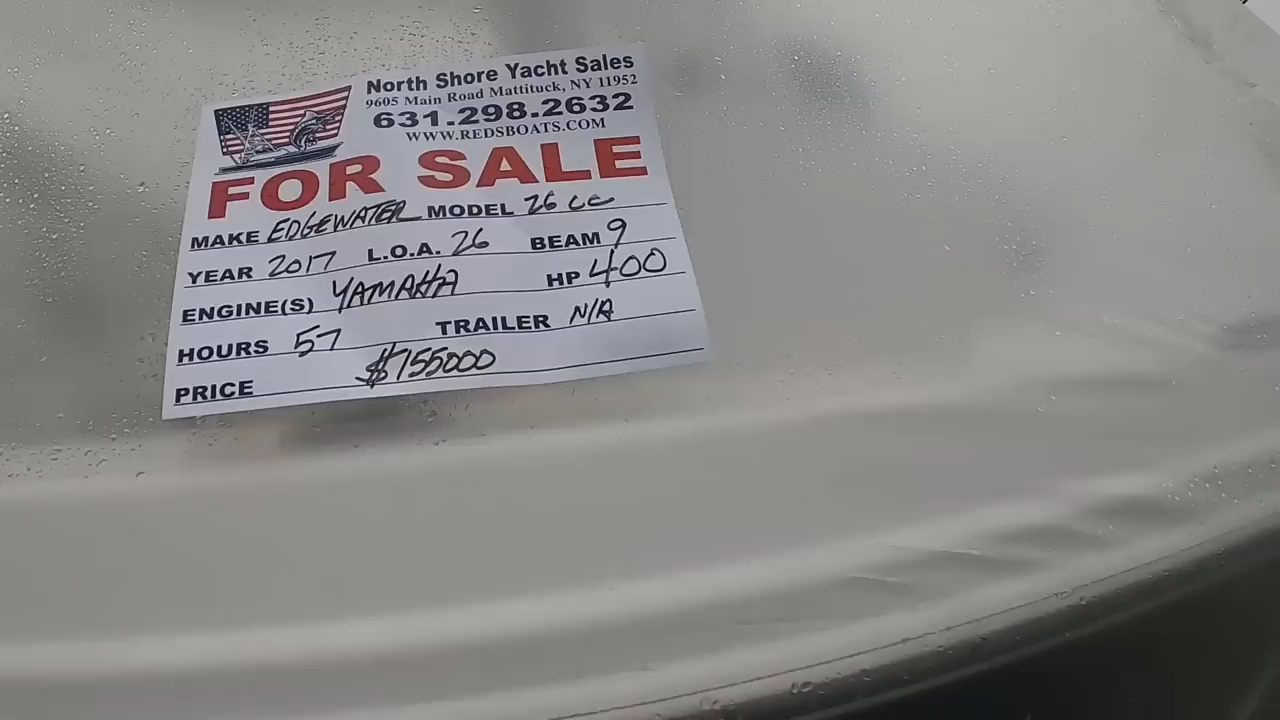 North Shore Yacht Sales
9605 Main Road Mattituck, NY 11952
631.298.2632
WWW.REDSBOATS.COM
FOR SALE
MAKE EDGEWATER MODEL 26 CC
YEAR 2017 L.O.A. 26 BEAM 9
ENGINE(S) YAMAHA HP 400
HOURS 57 TRAILER N/A
PRICE $155000